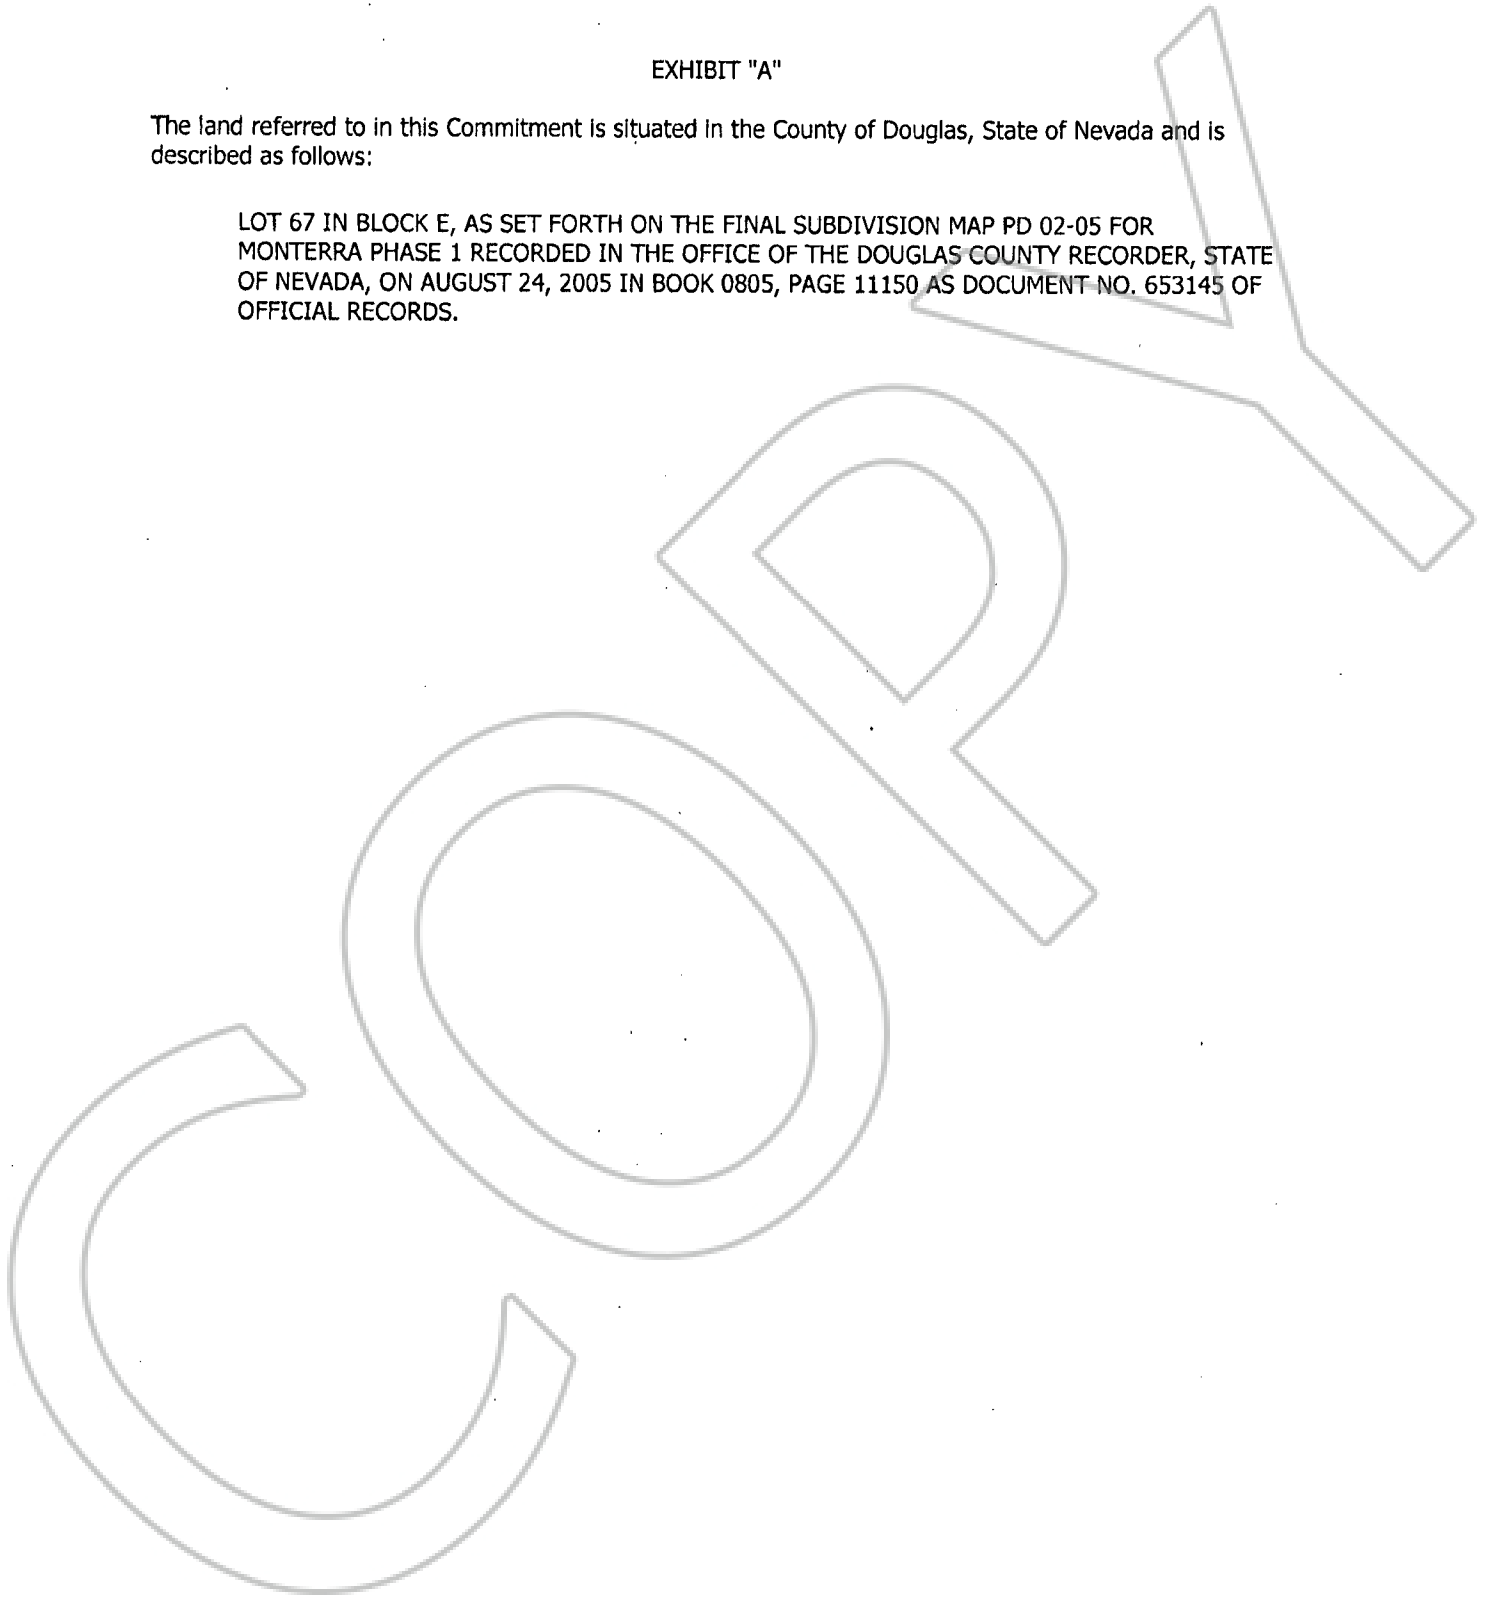 EXHIBIT "A"
The land referred to in this Commitment is situated in the County of Douglas, State of Nevada and is
described as follows:
LOT 67 IN BLOCK E, AS SET FORTH ON THE FINAL SUBDIVISION MAP PD 02-05 FOR
MONTERRA PHASE 1 RECORDED IN THE OFFICE OF THE DOUGLAS COUNTY RECORDER, STATE
OF NEVADA, ON AUGUST 24, 2005 IN BOOK 0805, PAGE 11150 AS DOCUMENT NO. 653145 OF
OFFICIAL RECORDS.
COPY